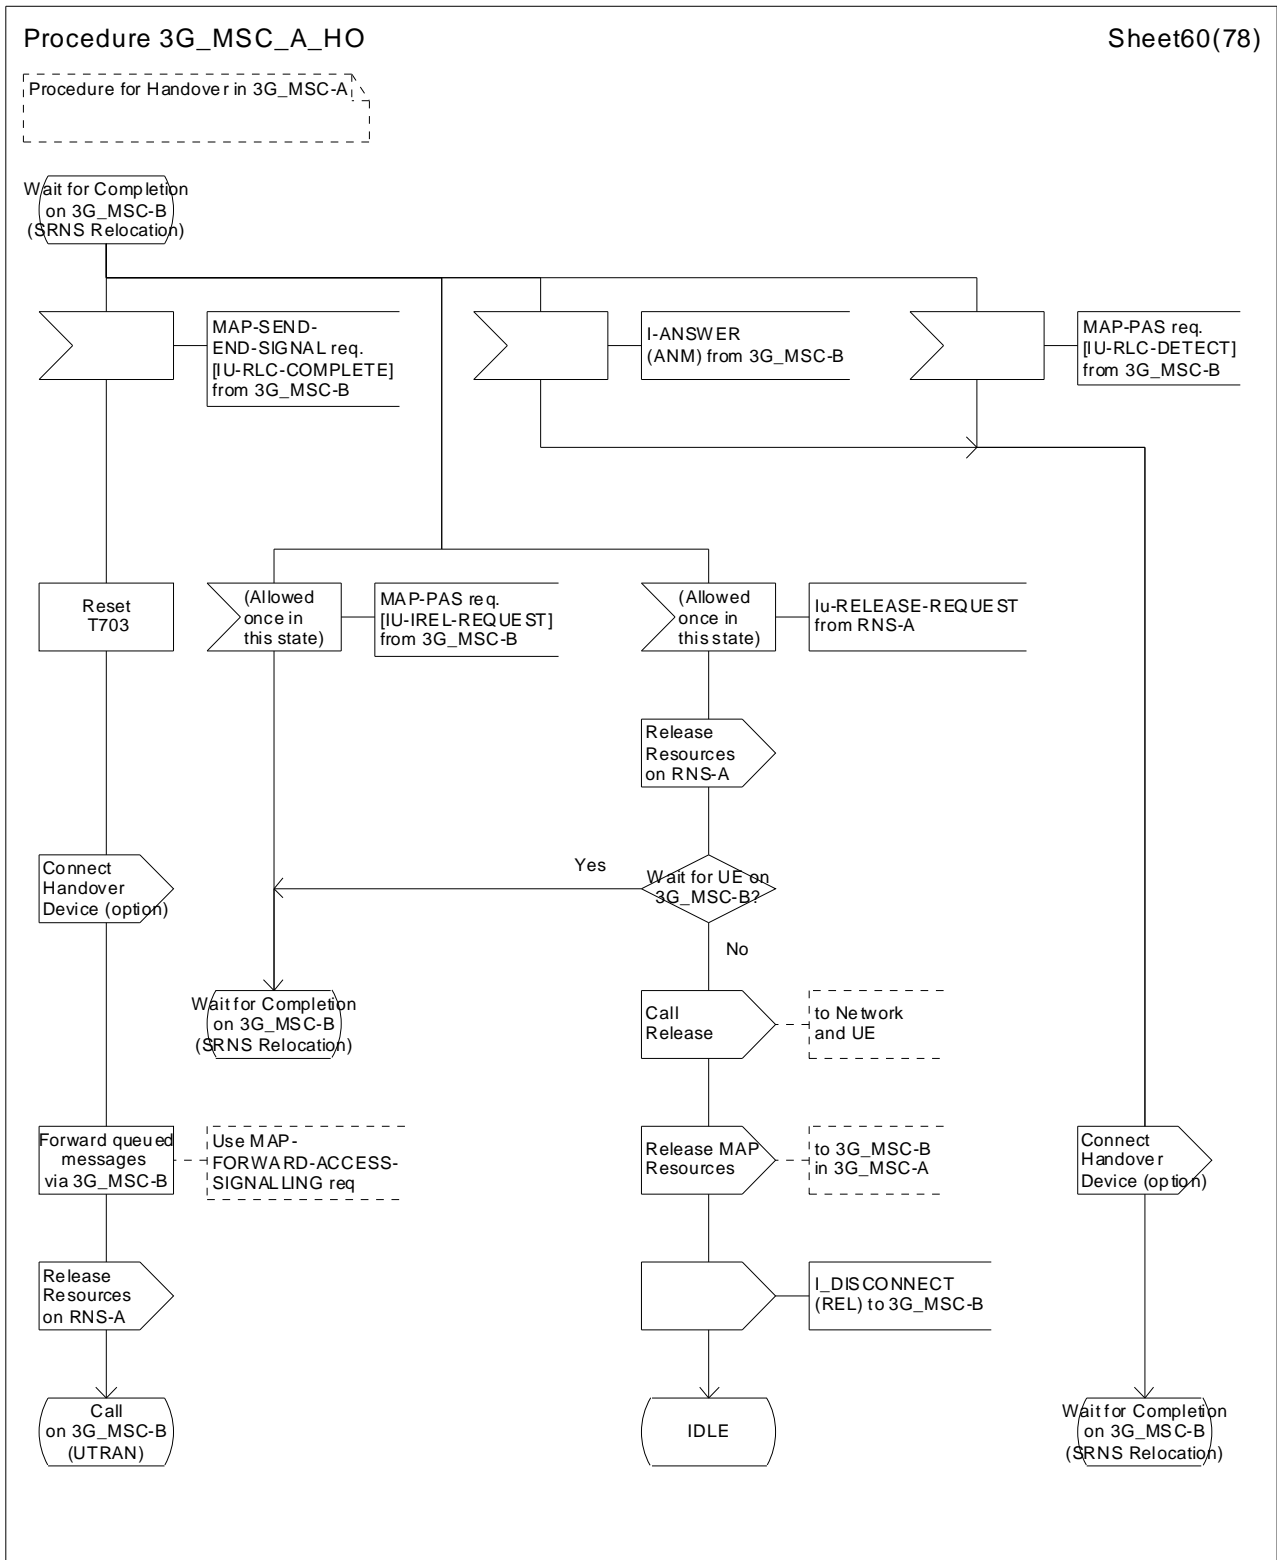 Procedure 3G_MSC_A_HO
Sheet60(78)
Procedure for Handover in 3G_MSC-A
Wait for Completion
on 3G_MSC-B
(SRNS Relocation)
MAP-SEND-
END-SIGNAL req.
[IU-RLC-COMPLETE]
from 3G_MSC-B
I-ANSWER
(ANM) from 3G_MSC-B
MAP-PAS req.
[IU-RLC-DETECT]
from 3G_MSC-B
Reset
T703
(Allowed
once in
this state)
MAP-PAS req.
[IU-IREL-REQUEST]
from 3G_MSC-B
(Allowed
once in
this state)
Iu-RELEASE-REQUEST
from RNS-A
Release
Resources
on RNS-A
Connect
Handover
Device (option)
Yes
Wait for UE on
3G_MSC-B?
No
Wait for Completion
on 3G_MSC-B
(SRNS Relocation)
Call
Release
to Network
and UE
Forward queued
messages
via 3G_MSC-B
Use MAP-
FORWARD-ACCESS-
SIGNALLING req
Release MAP
Resources
to 3G_MSC-B
in 3G_MSC-A
Connect
Handover
Device (option)
Release
Resources
on RNS-A
I_DISCONNECT
(REL) to 3G_MSC-B
Call
on 3G_MSC-B
(UTRAN)
IDLE
Wait for Completion
on 3G_MSC-B
(SRNS Relocation)